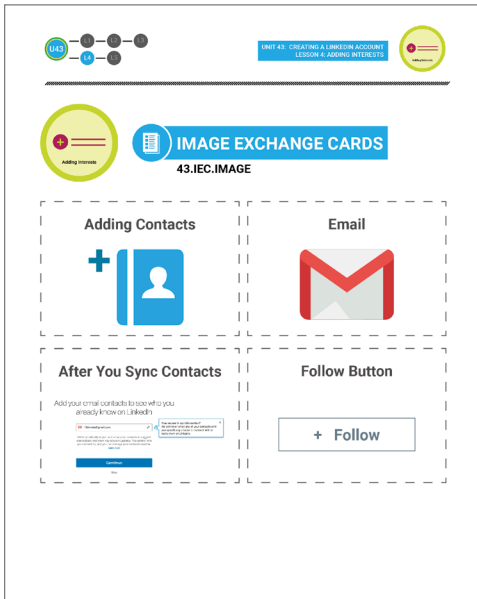 U43
L1
L2
L3
L4
L5
UNIT 43: CREATING A LINKEDIN ACCOUNT
LESSON 4: ADDING INTERESTS
Adding Interests
Adding Interests
IMAGE EXCHANGE CARDS
43.IEC.IMAGE
Adding Contacts
Email
After You Sync Contacts
Add your email contacts to see who you
already know on LinkedIn
Continue
Follow Button
+ Follow